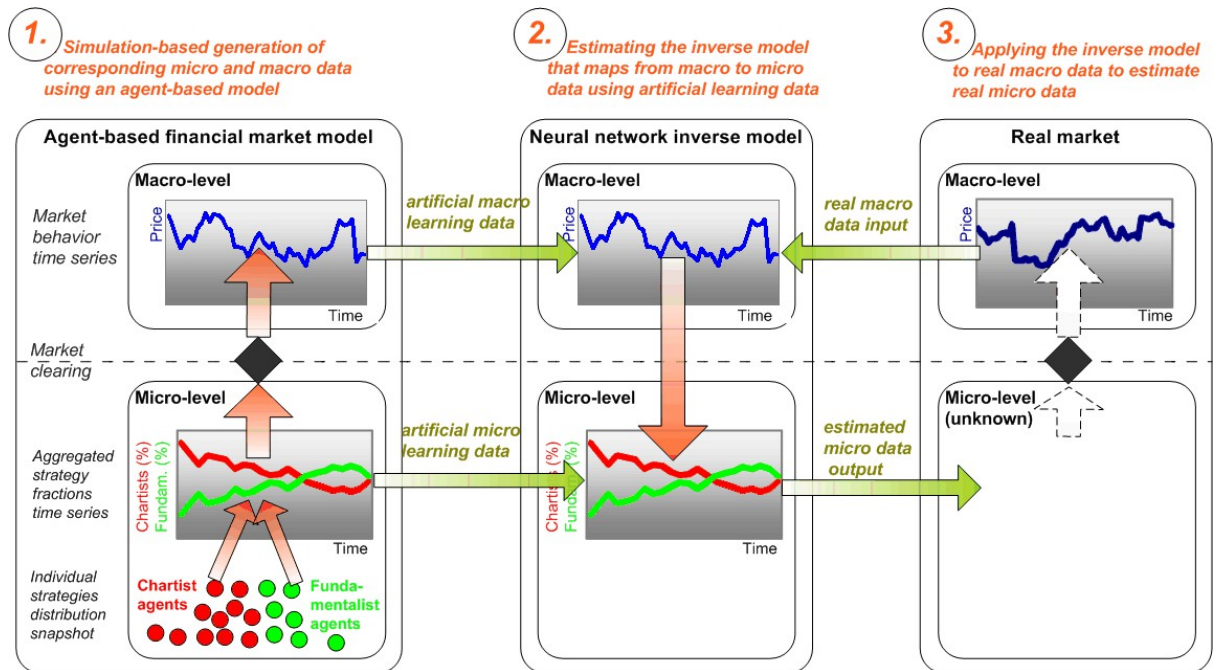 1.
Simulation-based generation of
corresponding micro and macro data
using an agent-based model
2.
Estimating the inverse model
that maps from macro to micro
data using artificial learning data
3.
Applying the inverse model
to real macro data to estimate
real micro data
Agent-based financial market model
Neural network inverse model
Real market
Market
behavior
time series
Macro-level
Price
Time
artificial macro
learning data
Macro-level
Price
Time
real macro
data input
Macro-level
Price
Time
Market
clearing
Aggregated
strategy
fractions
time series
Micro-level
Chartists (%)
Fundam. (%)
Time
artificial micro
learning data
Micro-level
Chartists (%)
Fundam. (%)
Time
estimated
micro data
output
Micro-level
(unknown)
Individual
strategies
distribution
snapshot
Chartist
agents
Funda-
mentalist
agents